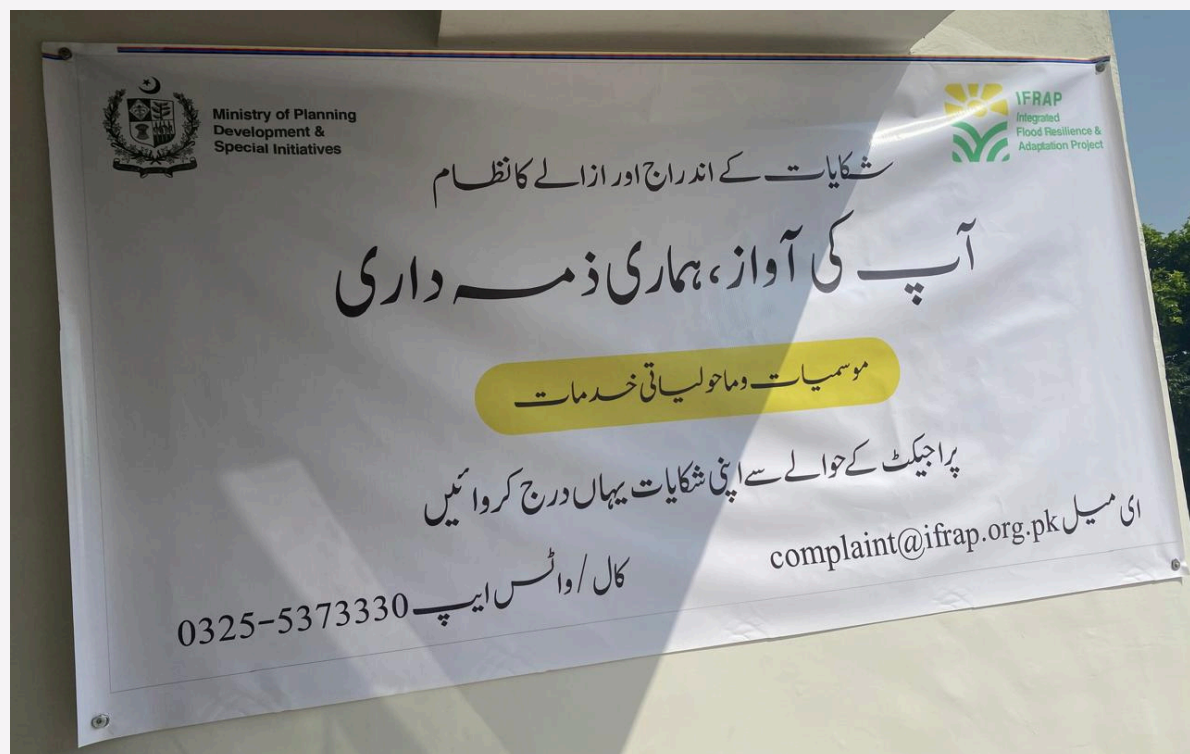 Ministry of Planning
Development &
Special Initiatives
IFRAP
Integrated
Flood Resilience &
Adaptation Project
شکایات کے اندراج اور ازالے کا نظام
آپ کی آواز، ہماری ذمہ داری
موسمیات و ماحولیاتی خدمات
پراجیکٹ کے حوالے سے اپنی شکایات یہاں درج کروائیں
ای میل complaint@ifrap.org.pk
کال / واٹس ایپ 0325-5373330